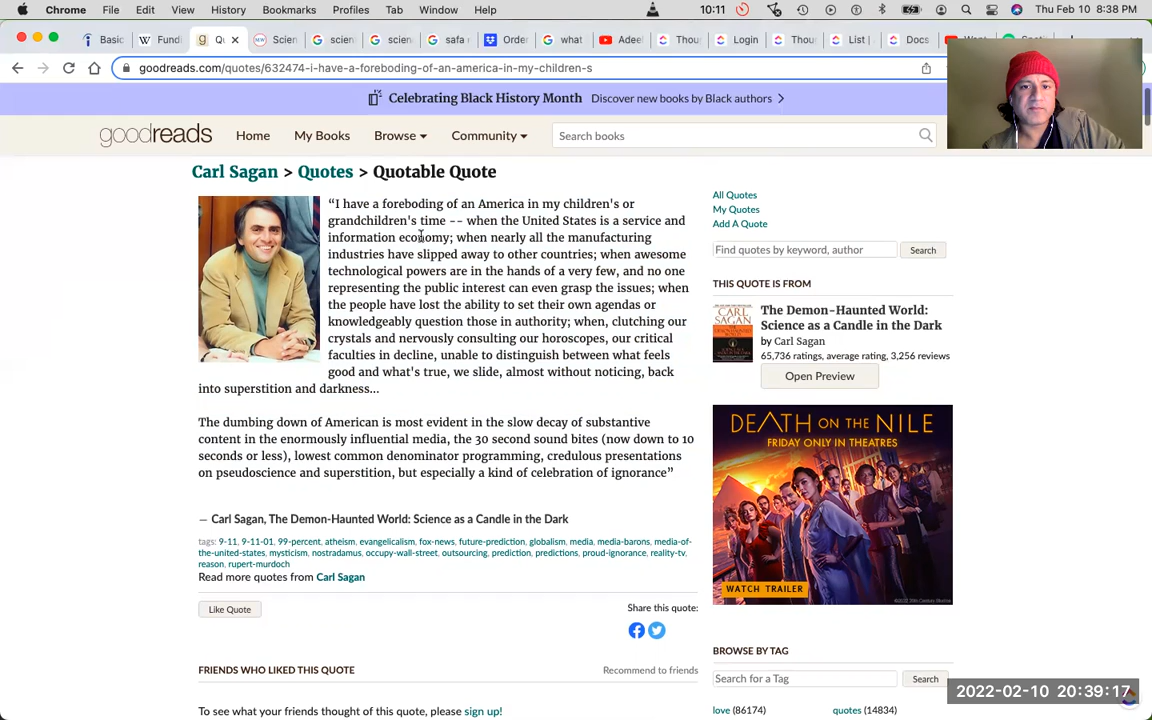 Chrome File Edit View History Bookmarks Profiles Tab Window Help 10:11 Thu Feb 10 8:38 PM
Basic Fundi Qu Scien scien scienc safa Order what Adeel Thoug Login Thoug List | Docs
goodreads.com/quotes/632474-i-have-a-foreboding-of-an-america-in-my-children-s
Celebrating Black History Month Discover new books by Black authors
goodreads Home My Books Browse Community Search books
Carl Sagan > Quotes > Quotable Quote
“I have a foreboding of an America in my children's or
grandchildren's time -- when the United States is a service and
information economy; when nearly all the manufacturing
industries have slipped away to other countries; when awesome
technological powers are in the hands of a very few, and no one
representing the public interest can even grasp the issues; when
the people have lost the ability to set their own agendas or
knowledgeably question those in authority; when, clutching our
crystals and nervously consulting our horoscopes, our critical
faculties in decline, unable to distinguish between what feels
good and what's true, we slide, almost without noticing, back
into superstition and darkness...
The dumbing down of American is most evident in the slow decay of substantive
content in the enormously influential media, the 30 second sound bites (now down to 10
seconds or less), lowest common denominator programming, credulous presentations
on pseudoscience and superstition, but especially a kind of celebration of ignorance”
― Carl Sagan, The Demon-Haunted World: Science as a Candle in the Dark
tags: 9-11, 9-11-01, 99-percent, atheism, evangelicalism, fox-news, future-prediction, globalism, media, media-barons, media-of-
the-united-states, mysticism, nostradamus, occupy-wall-street, outsourcing, prediction, predictions, proud-ignorance, reality-tv,
reason, rupert-murdoch
Read more quotes from Carl Sagan
Like Quote
Share this quote:
FRIENDS WHO LIKED THIS QUOTE Recommend to friends
To see what your friends thought of this quote, please sign up!
All Quotes
My Quotes
Add A Quote
Find quotes by keyword, author Search
THIS QUOTE IS FROM
The Demon-Haunted World:
Science as a Candle in the Dark
by Carl Sagan
65,736 ratings, average rating, 3,256 reviews
Open Preview
DEATH ON THE NILE
FRIDAY ONLY IN THEATRES
WATCH TRAILER
BROWSE BY TAG
Search for a Tag Search
love (86174) quotes (14834)
2022-02-10 20:39:17